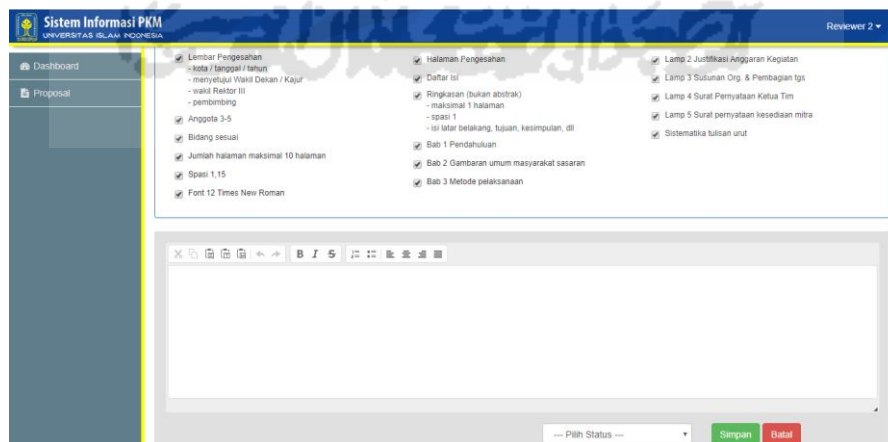 Sistem Informasi PKM
UNIVERSITAS ISLAM INDONESIA
Reviewer 2
Dashboard
Proposal
Lembar Pengesahan
- kota / tanggal / tahun
- menyetujui Wakil Dekan / Kajur
- wakil Rektor III
- pembimbing
Anggota 3-5
Bidang sesuai
Jumlah halaman maksimal 10 halaman
Spasi 1,15
Font 12 Times New Roman
Halaman Pengesahan
Daftar Isi
Ringkasan (bukan abstrak)
- maksimal 1 halaman
- spasi 1
- isi latar belakang, tujuan, kesimpulan, dll
Bab 1 Pendahuluan
Bab 2 Gambaran umum masyarakat sasaran
Bab 3 Metode pelaksanaan
Lamp 2 Justifikasi Anggaran Kegiatan
Lamp 3 Susunan Org. & Pembagian tgs
Lamp 4 Surat Pernyataan Ketua Tim
Lamp 5 Surat pernyataan kesediaan mitra
Sistematika tulisan urut
B I S
--- Pilih Status ---
Simpan
Batal